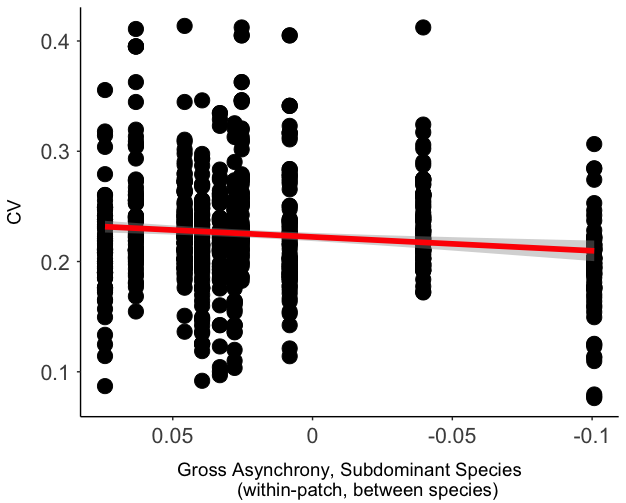 0.4
0.3
CV
0.2
0.1
0.05 0 -0.05 -0.1
Gross Asynchrony, Subdominant Species
(within-patch, between species)